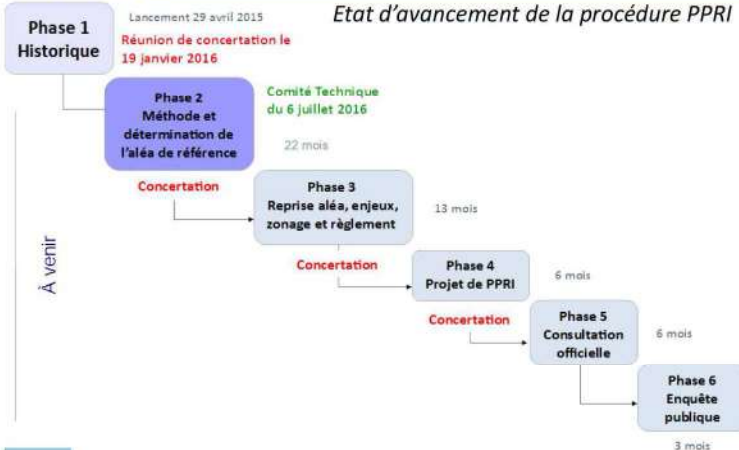 Etat d’avancement de la procédure PPRI
Phase 1
Historique
Lancement 29 avril 2015
Réunion de concertation le
19 janvier 2016
Phase 2
Méthode et
détermination de
l’aléa de référence
Comité Technique
du 6 juillet 2016
22 mois
Concertation
Phase 3
Reprise aléa, enjeux,
zonage et règlement
13 mois
Concertation
Phase 4
Projet de PPRI
6 mois
Concertation
Phase 5
Consultation
officielle
6 mois
Phase 6
Enquête
publique
3 mois
À venir